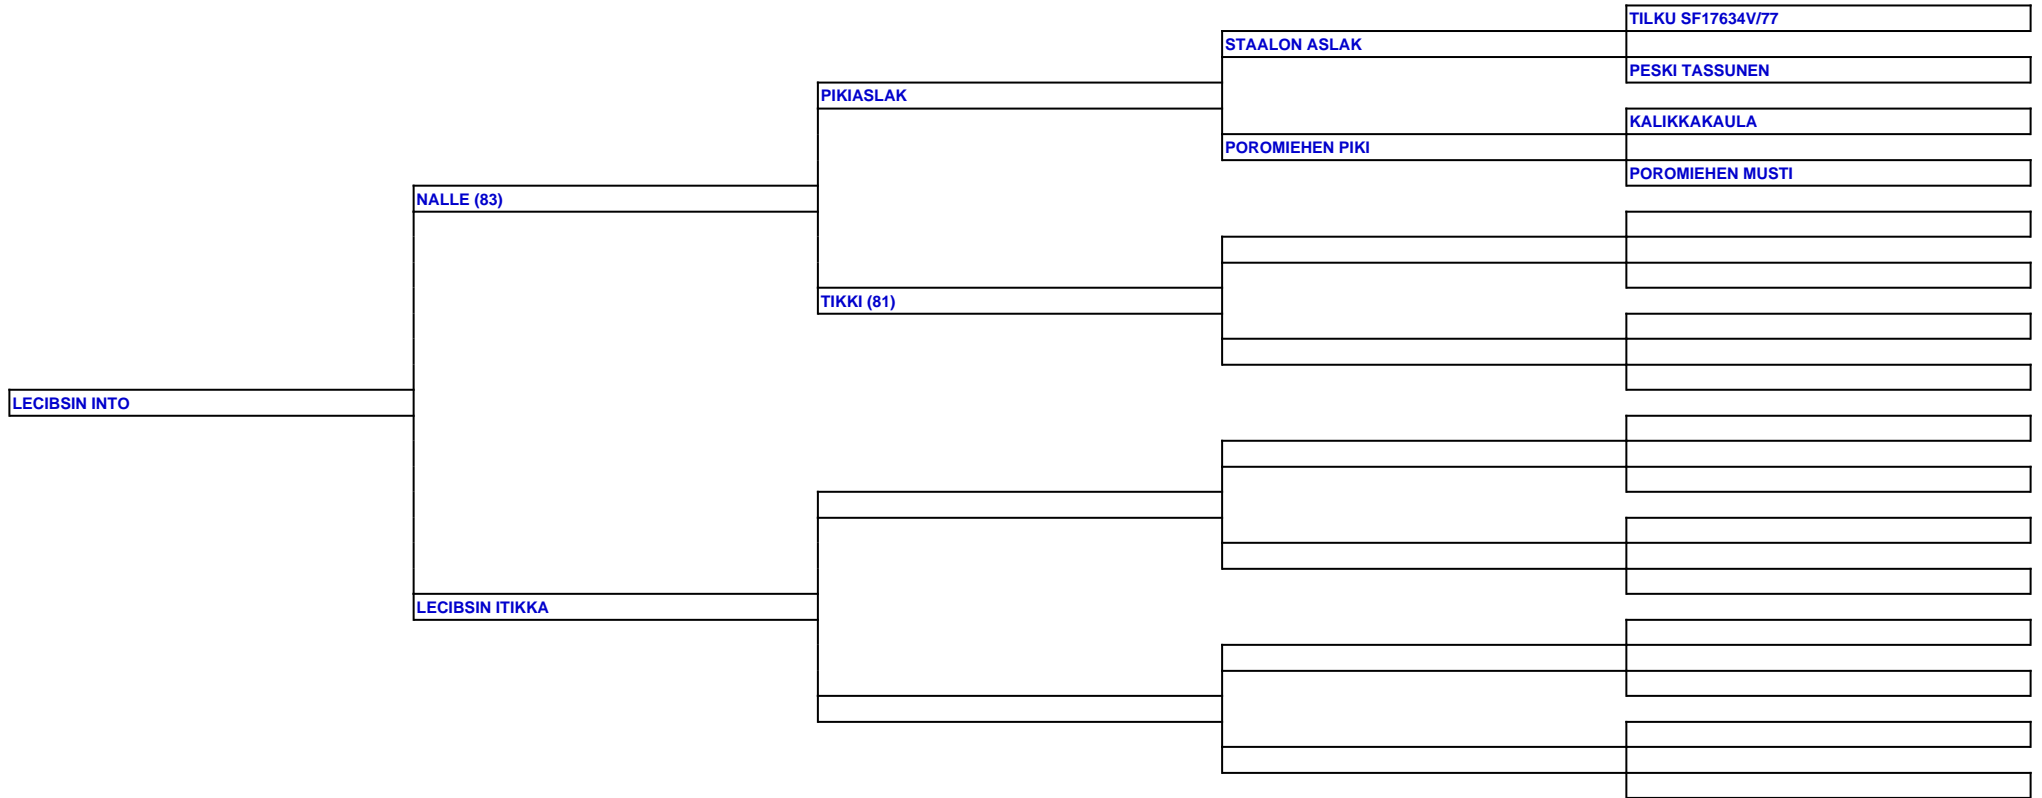 TILKU SF17634V/77
STAALON ASLAK
PESKI TASSUNEN
PIKIASLAK
KALIKKAKAULA
POROMIEHEN PIKI
POROMIEHEN MUSTI
NALLE (83)
TIKKI (81)
LECIBSIN INTO
LECIBSIN ITIKKA